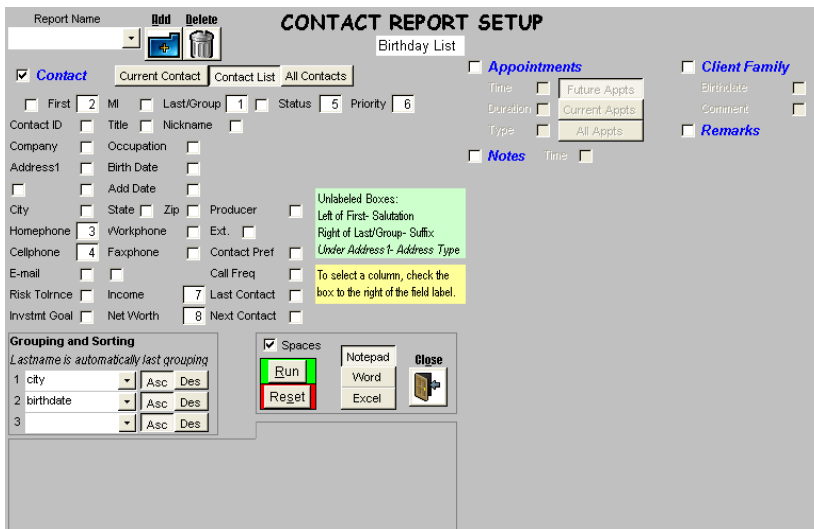 Report Name Add Delete CONTACT REPORT SETUP
Birthday List
Contact Current Contact Contact List All Contacts
First 2 MI Last/Group 1 Status 5 Priority 6
Contact ID Title Nickname
Company Occupation
Address1 Birth Date
Add Date
City State Zip Producer
Homephone 3 Workphone Ext.
Cellphone 4 Faxphone Contact Pref
E-mail Call Freq
Risk Tolrnce Income 7 Last Contact
Invstmt Goal Net Worth 8 Next Contact
Unlabeled Boxes:
Left of First- Salutation
Right of Last/Group- Suffix
Under Address1- Address Type
To select a column, check the
box to the right of the field label.
Appointments
Time Future Appts
Duration Current Appts
Type All Appts
Notes Time
Client Family
Birthdate
Comment
Remarks
Grouping and Sorting
Lastname is automatically last grouping
1 city Asc Des
2 birthdate Asc Des
3 Asc Des
Spaces
Run
Reset
Notepad
Word
Excel
Close